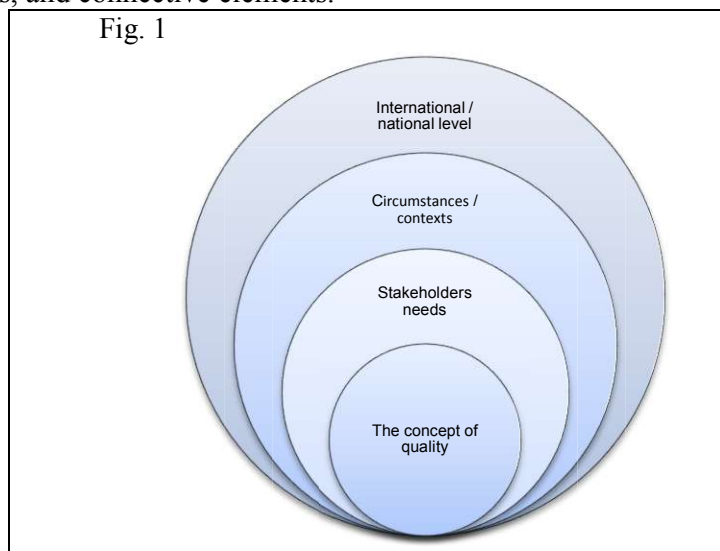 s, and connective elements.
Fig. 1
International /
national level
Circumstances /
contexts
Stakeholders
needs
The concept of
quality